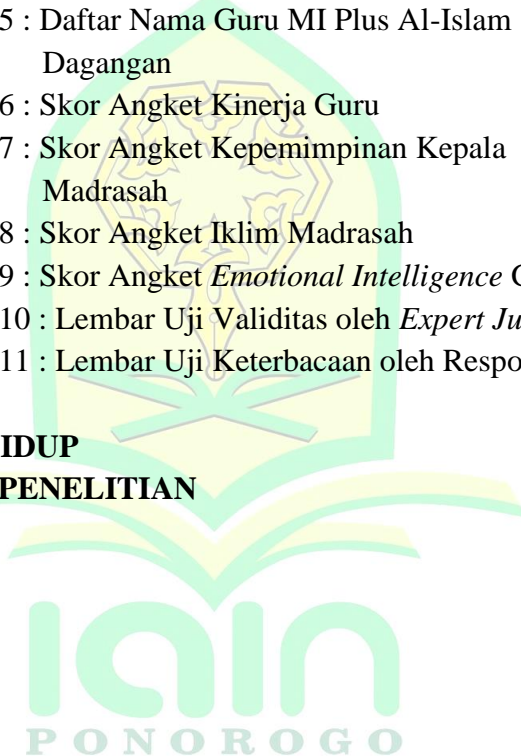 5 : Daftar Nama Guru MI Plus Al-Islam
Dagangan
6 : Skor Angket Kinerja Guru
7 : Skor Angket Kepemimpinan Kepala
Madrasah
8 : Skor Angket Iklim Madrasah
9 : Skor Angket Emotional Intelligence
10 : Lembar Uji Validitas oleh Expert
11 : Lembar Uji Keterbacaan oleh
IDUP
PENELITIAN
iain
PONOROGO